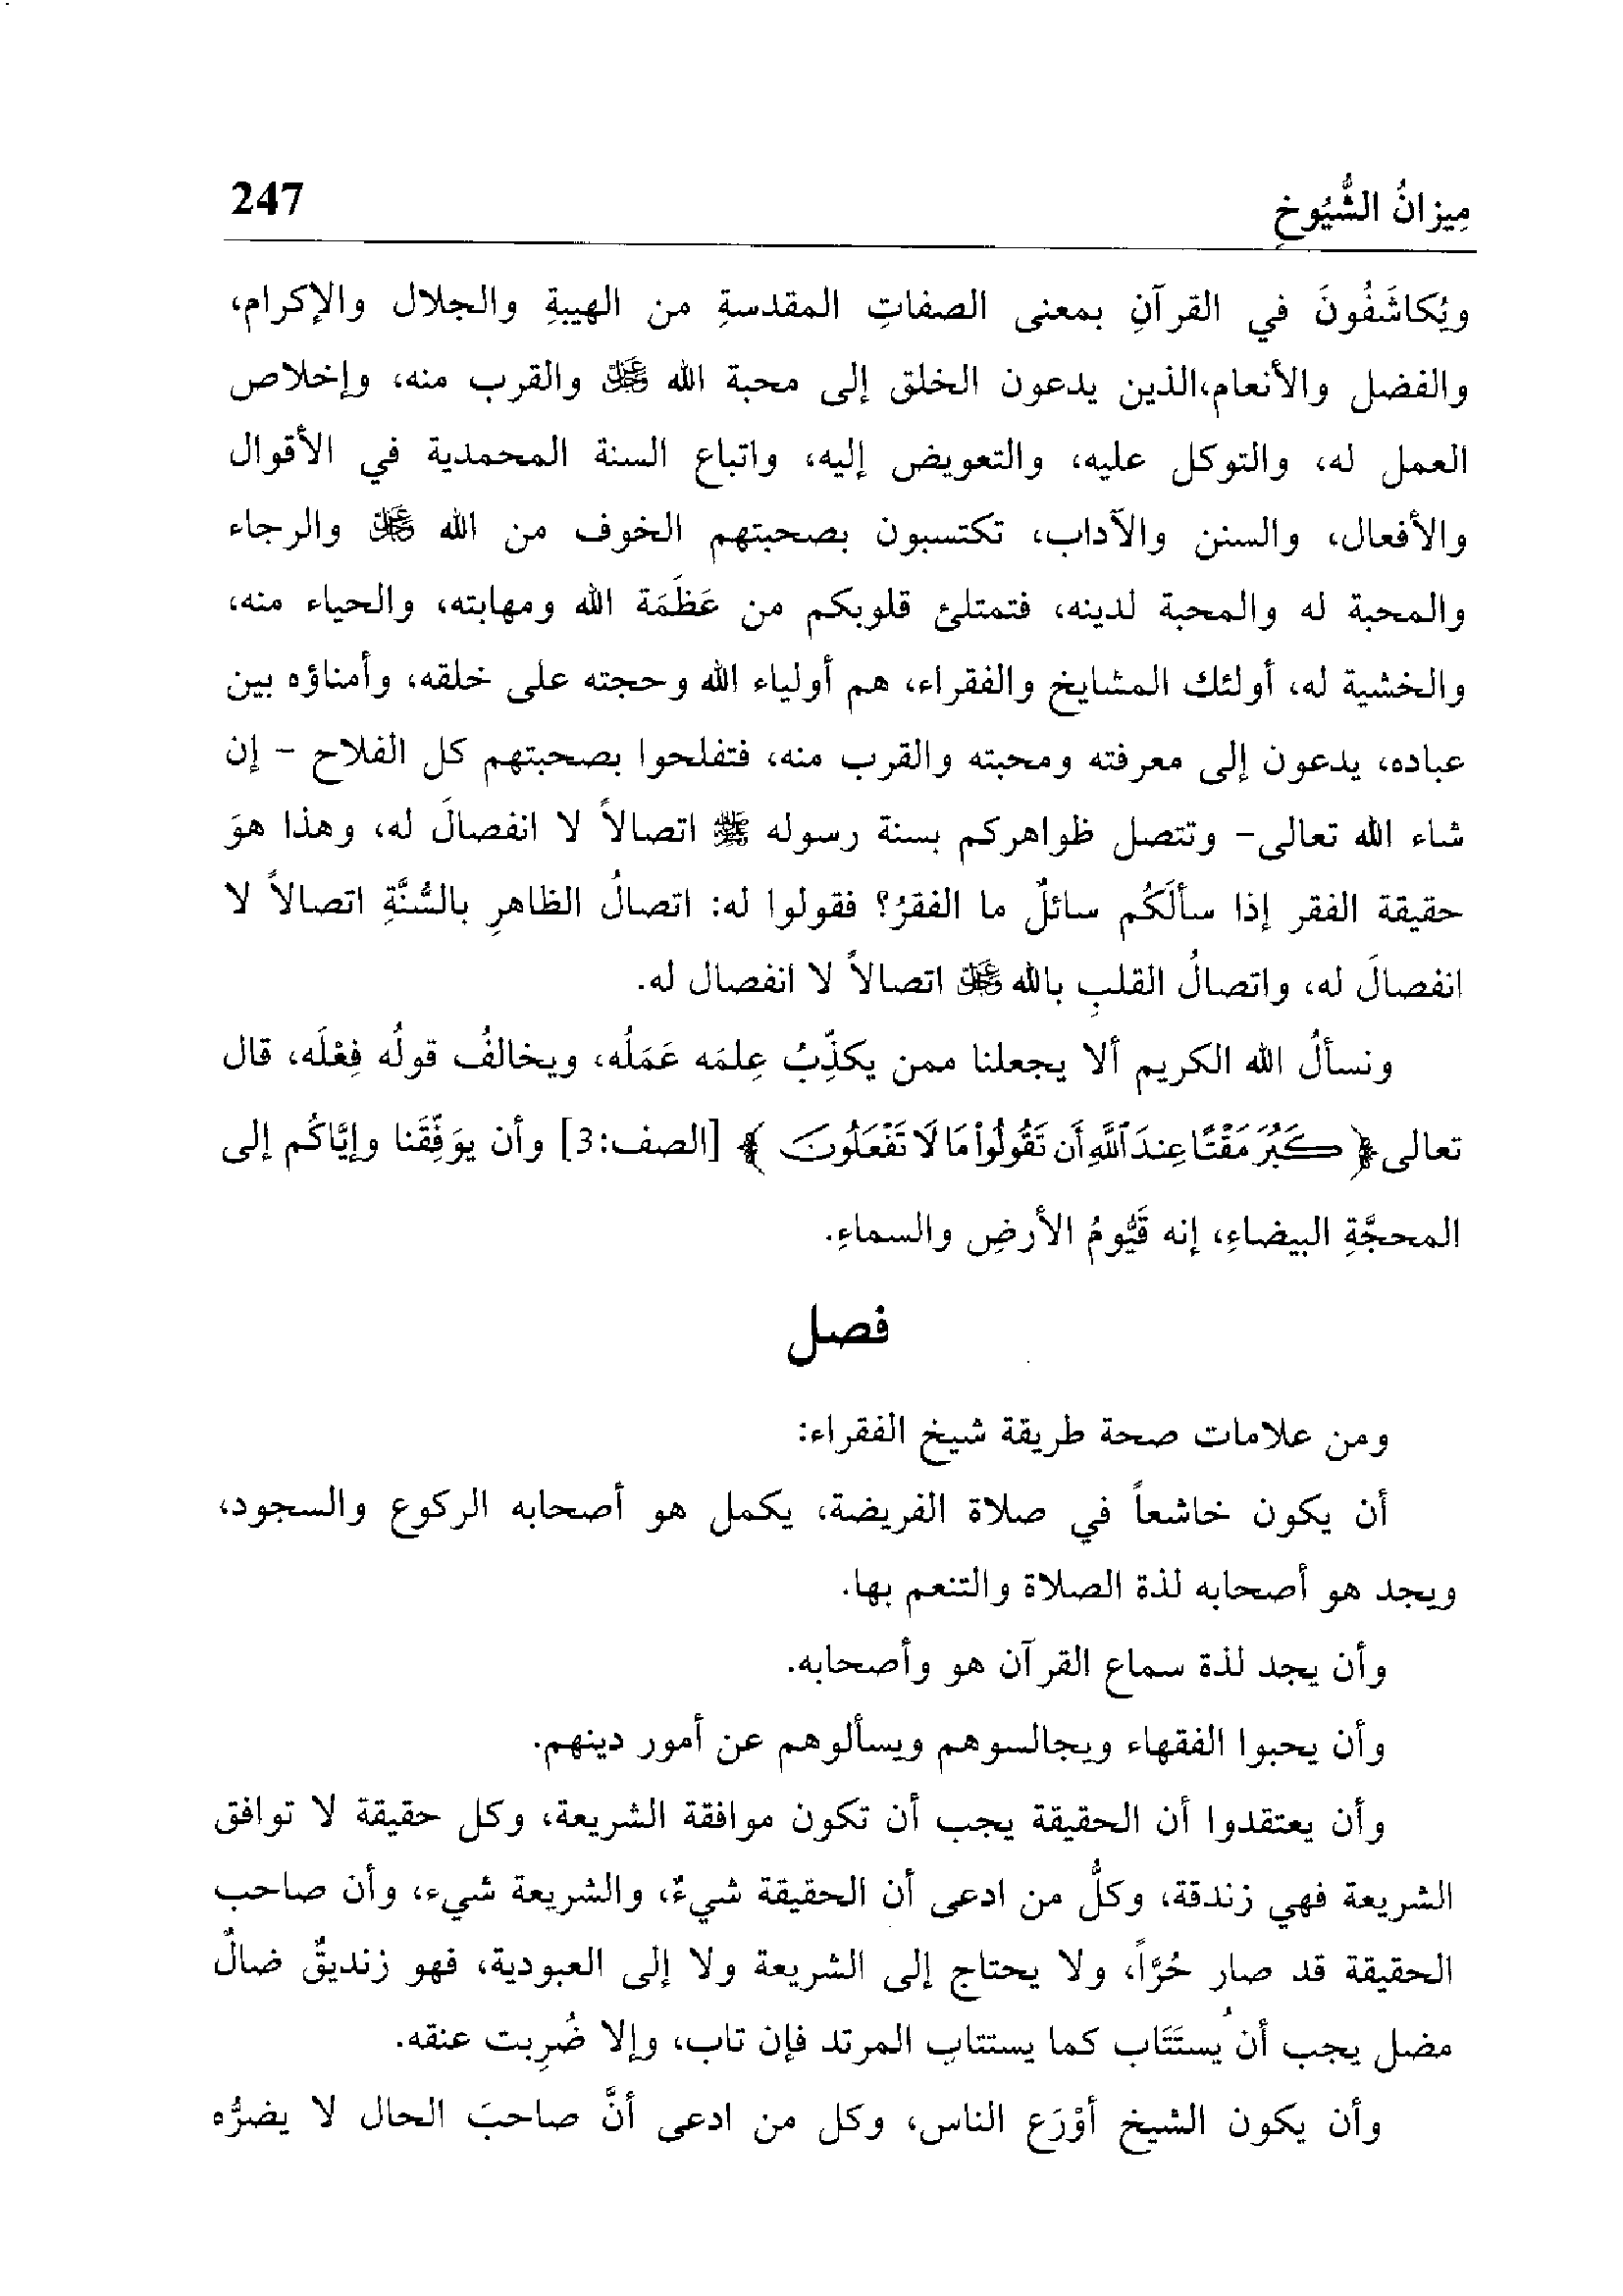 ميزانُ الشُّيُوخِ 247
ويُكاشَفُونَ في القرآنِ بمعنى الصفاتِ المقدسةِ من الهيبةِ والجلال والإكرام،
والفضل والأنعام،الذين يدعون الخلق إلى محبة الله عَزَّ وَجَلَّ والقرب منه، وإخلاص
العمل له، والتوكل عليه، والتعويض إليه، واتباع السنة المحمدية في الأقوال
والأفعال، والسنن والآداب، تكتسبون بصحبتهم الخوف من الله عَزَّ وَجَلَّ والرجاء
والمحبة له والمحبة لدينه، فتمتلئ قلوبكم من عَظَمَة الله ومهابته، والحياء منه،
والخشية له، أولئك المشايخ والفقراء، هم أولياء الله وحجته على خلقه، وأمناؤه بين
عباده، يدعون إلى معرفته ومحبته والقرب منه، فتفلحوا بصحبتهم كل الفلاح - إن
شاء الله تعالى- وتتصل ظواهركم بسنة رسوله ﷺ اتصالاً لا انفصالَ له، وهذا هوَ
حقيقة الفقر إذا سألَكُم سائلٌ ما الفقرُ؟ فقولوا له: اتصالُ الظاهرِ بالسُّنَّةِ اتصالاً لا
انفصالَ له، واتصالُ القلبِ بالله عَزَّ وَجَلَّ اتصالاً لا انفصال له.
ونسألُ الله الكريم ألا يجعلنا ممن يكذِّبُ عِلمَه عَمَلُه، ويخالفُ قولُه فِعْلَه، قال
تعالى ﴿كَبُرَ مَقْتًا عِندَ ٱللَّهِ أَن تَقُولُواْ مَا لَا تَفْعَلُونَ﴾ [الصف:3] وأن يوَفِّقَنا وإيَّاكُم إلى
المحجَّةِ البيضاءِ، إنه قَيُّومُ الأرضِ والسماءِ.
فصل
ومن علامات صحة طريقة شيخ الفقراء:
أن يكون خاشعاً في صلاة الفريضة، يكمل هو أصحابه الركوع والسجود،
ويجد هو أصحابه لذة الصلاة والتنعم بها.
وأن يجد لذة سماع القرآن هو وأصحابه.
وأن يحبوا الفقهاء ويجالسوهم ويسألوهم عن أمور دينهم.
وأن يعتقدوا أن الحقيقة يجب أن تكون موافقة الشريعة، وكل حقيقة لا توافق
الشريعة فهي زندقة، وكلُّ من ادعى أن الحقيقة شيءٌ، والشريعة شيء، وأن صاحب
الحقيقة قد صار حُرَّاً، ولا يحتاج إلى الشريعة ولا إلى العبودية، فهو زنديقٌ ضالٌ
مضل يجب أن يُستَتَاب كما يستتاب المرتد فإن تاب، وإلا ضُرِبت عنقه.
وأن يكون الشيخ أوْرَع الناس، وكل من ادعى أنَّ صاحبَ الحال لا يضرُّه